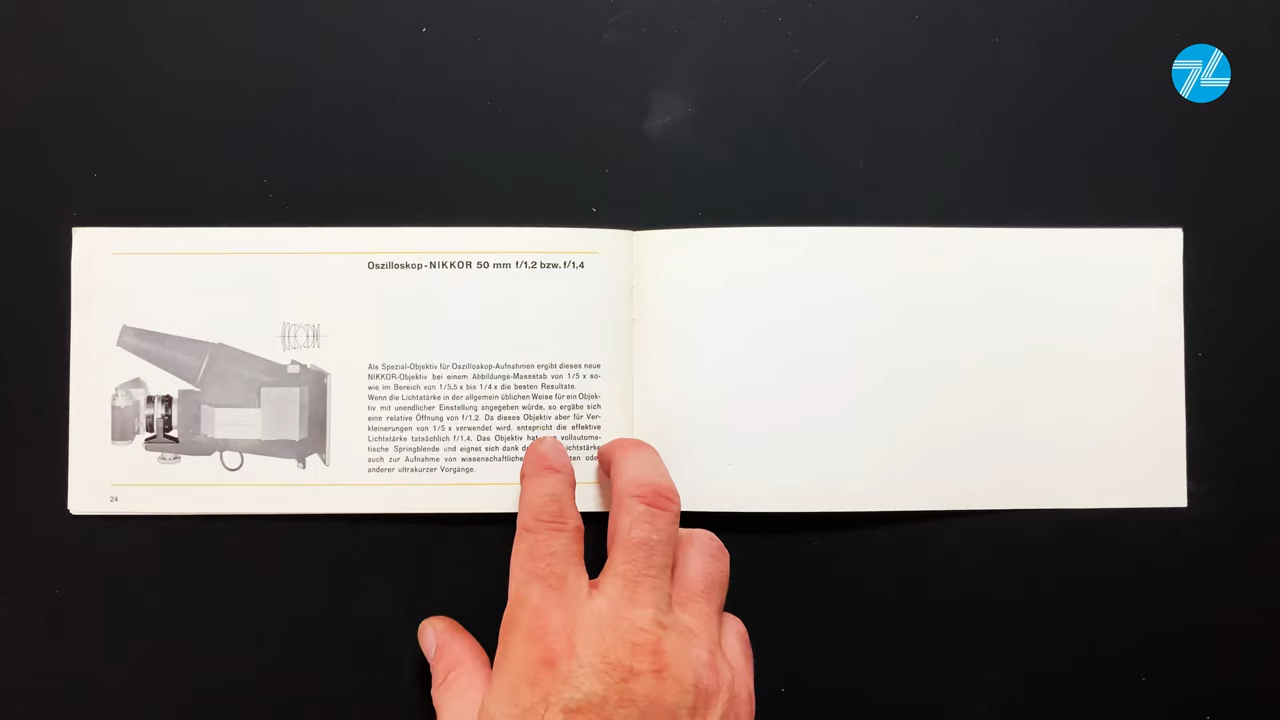 Oszilloskop-NIKKOR 50 mm f/1,2 bzw. f/1,4
Als Spezial-Objektiv für Oszilloskop-Aufnahmen ergibt dieses neue
NIKKOR-Objektiv bei einem Abbildungs-Massstab von 1/5 x so-
wie im Bereich von 1/5,5 x bis 1/4 x die besten Resultate.
Wenn die Lichtstärke in der allgemein üblichen Weise für ein Objek-
tiv mit unendlicher Einstellung angegeben würde, so ergäbe sich
eine relative Öffnung von f/1,2. Da dieses Objektiv aber für Ver-
kleinerungen von 1/5 x verwendet wird, entspricht die effektive
Lichtstärke tatsächlich f/1,4. Das Objektiv hat vollautoma-
tische Springblende und eignet sich dank Lichtstärke
auch zur Aufnahme von wissenschaftliche ten oder
anderer ultrakurzer Vorgänge.
24